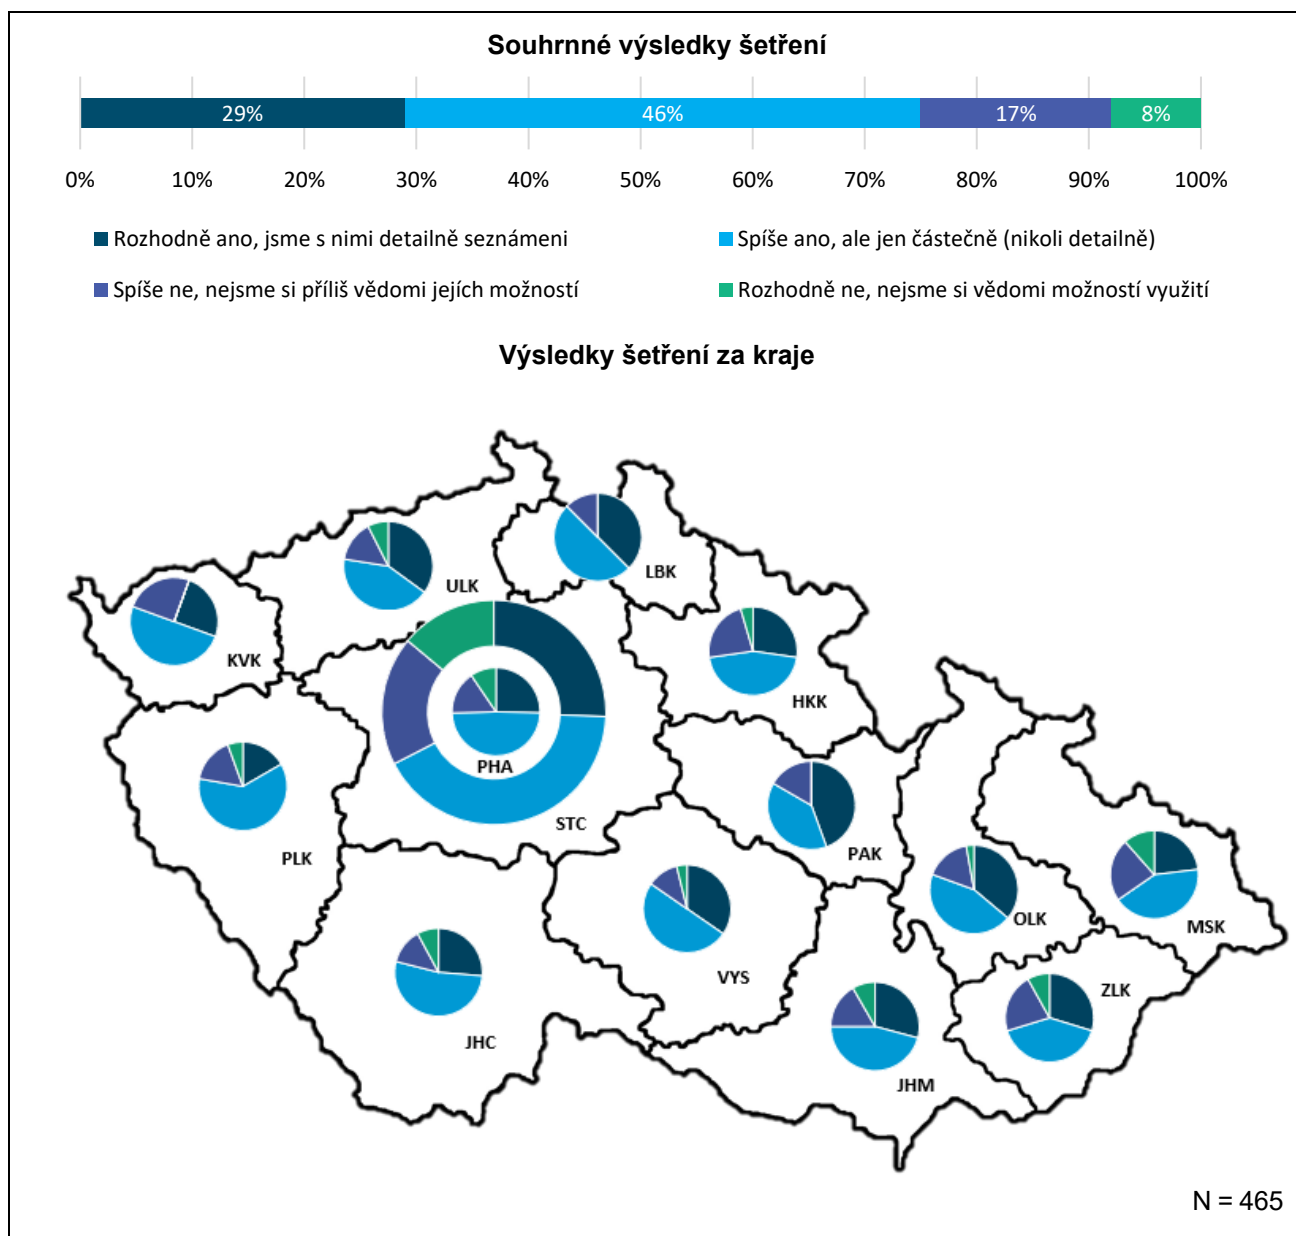 Souhrnné výsledky šetření
29% 46% 17% 8%
0% 10% 20% 30% 40% 50% 60% 70% 80% 90% 100%
Rozhodně ano, jsme s nimi detailně seznámeni
Spíše ano, ale jen částečně (nikoli detailně)
Spíše ne, nejsme si příliš vědomi jejích možností
Rozhodně ne, nejsme si vědomi možností využití
Výsledky šetření za kraje
LBK
ULK
KVK
HKK
PHA
STC
PAK
PLK
OLK
MSK
VYS
ZLK
JHC
JHM
N = 465